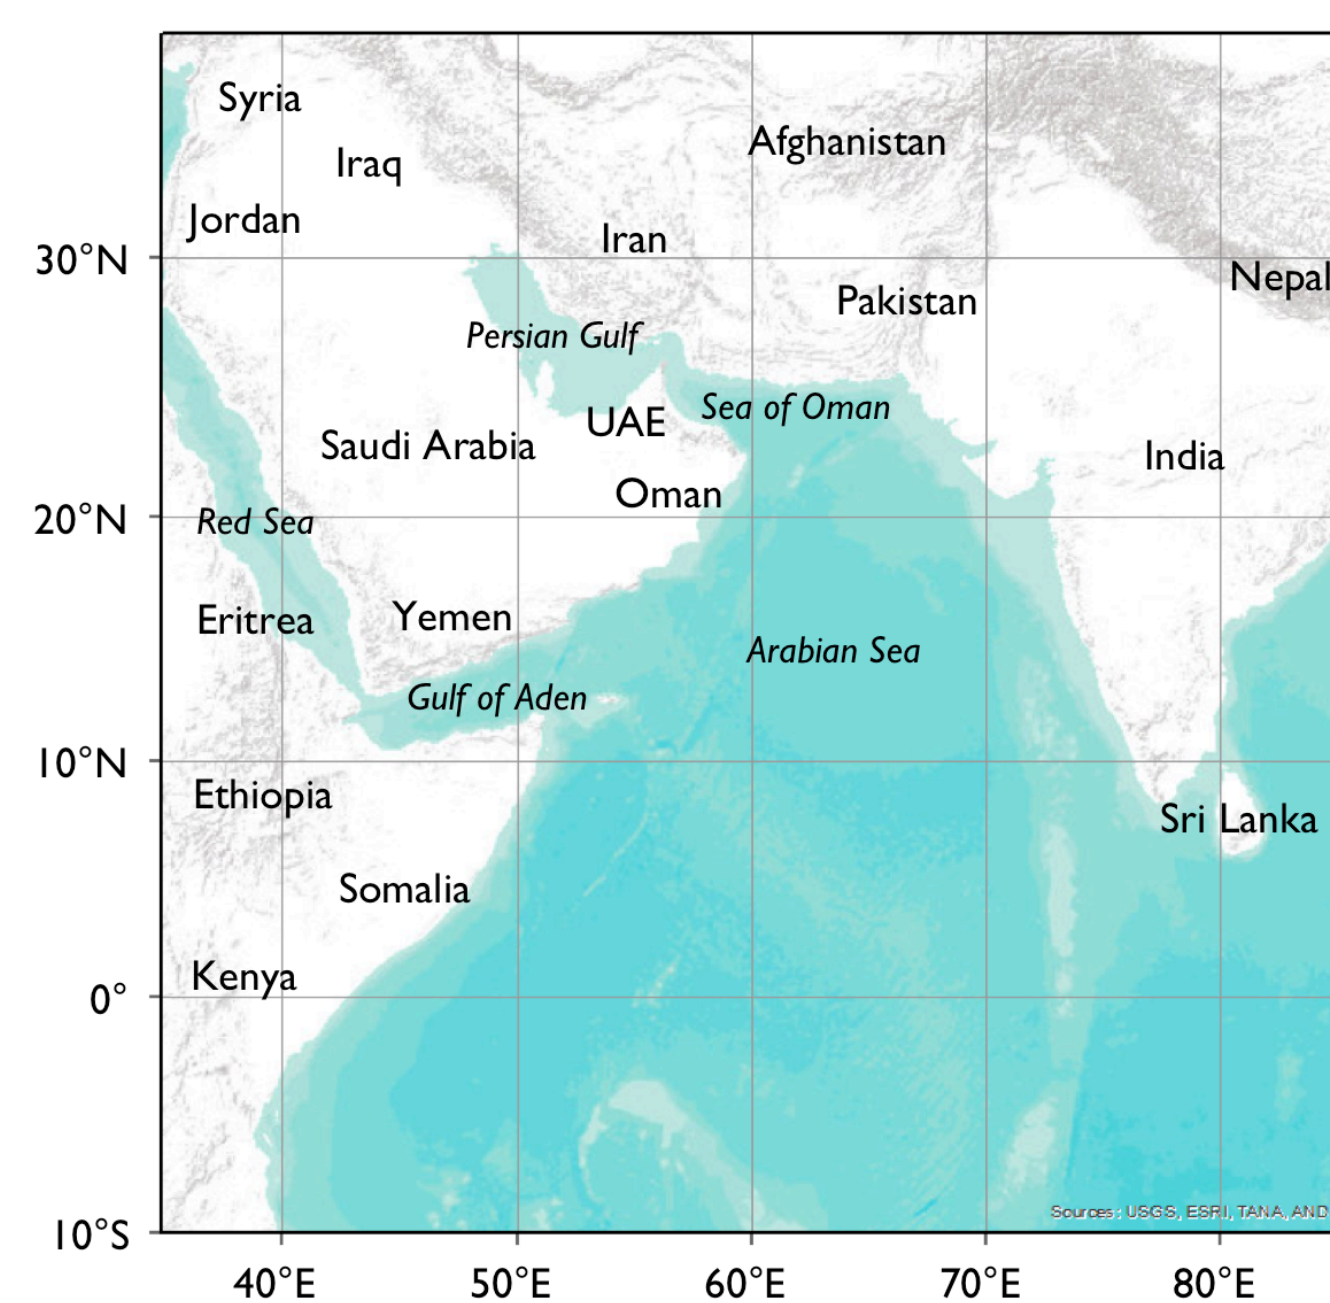 Syria
Afghanistan
Iraq
Jordan
Iran
30°N
Nepal
Pakistan
Persian Gulf
Sea of Oman
UAE
Saudi Arabia
India
Oman
20°N
Red Sea
Eritrea
Yemen
Arabian Sea
Gulf of Aden
10°N
Ethiopia
Sri Lanka
Somalia
Kenya
0°
Sources: USGS, ESRI, TANA, AND
10°S
40°E
50°E
60°E
70°E
80°E